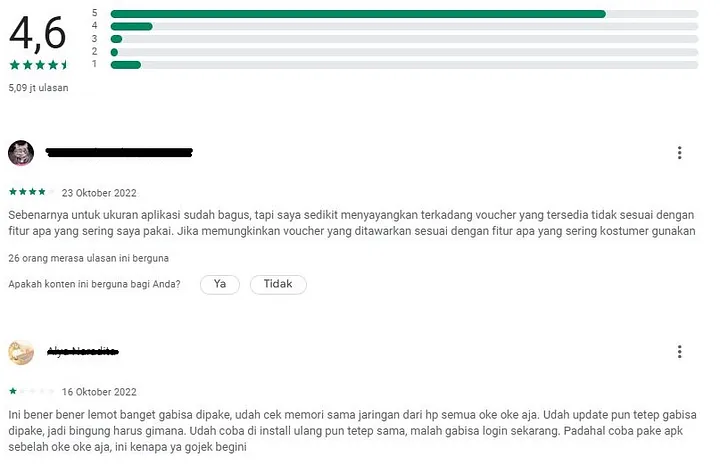 4,6
5
4
3
2
1
5,09 jt ulasan
23 Oktober 2022
Sebenarnya untuk ukuran aplikasi sudah bagus, tapi saya sedikit menyayangkan terkadang voucher yang tersedia tidak sesuai dengan
fitur apa yang sering saya pakai. Jika memungkinkan voucher yang ditawarkan sesuai dengan fitur apa yang sering kostumer gunakan
26 orang merasa ulasan ini berguna
Apakah konten ini berguna bagi Anda? Ya Tidak
16 Oktober 2022
Ini bener bener lemot banget gabisa dipake, udah cek memori sama jaringan dari hp semua oke oke aja. Udah update pun tetep gabisa
dipake, jadi bingung harus gimana. Udah coba di install ulang pun tetep sama, malah gabisa login sekarang. Padahal coba pake apk
sebelah oke oke aja, ini kenapa ya gojek begini